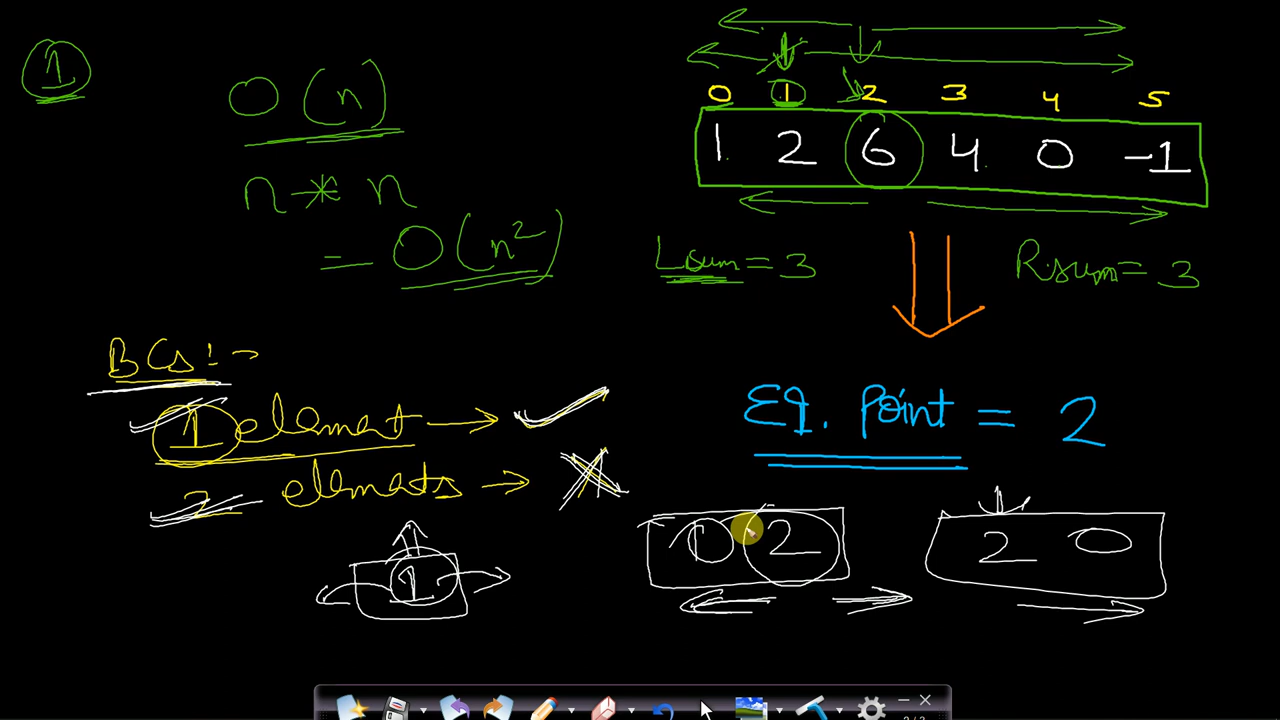 1
O(n)
n * n
= O(n²)
0 1 2 3 4 5
1 2 6 4 0 -1
Lsum = 3 Rsum = 3
BCs:-
1 element →
2 elements →
Eq. Point = 2
1
1 2
2 0